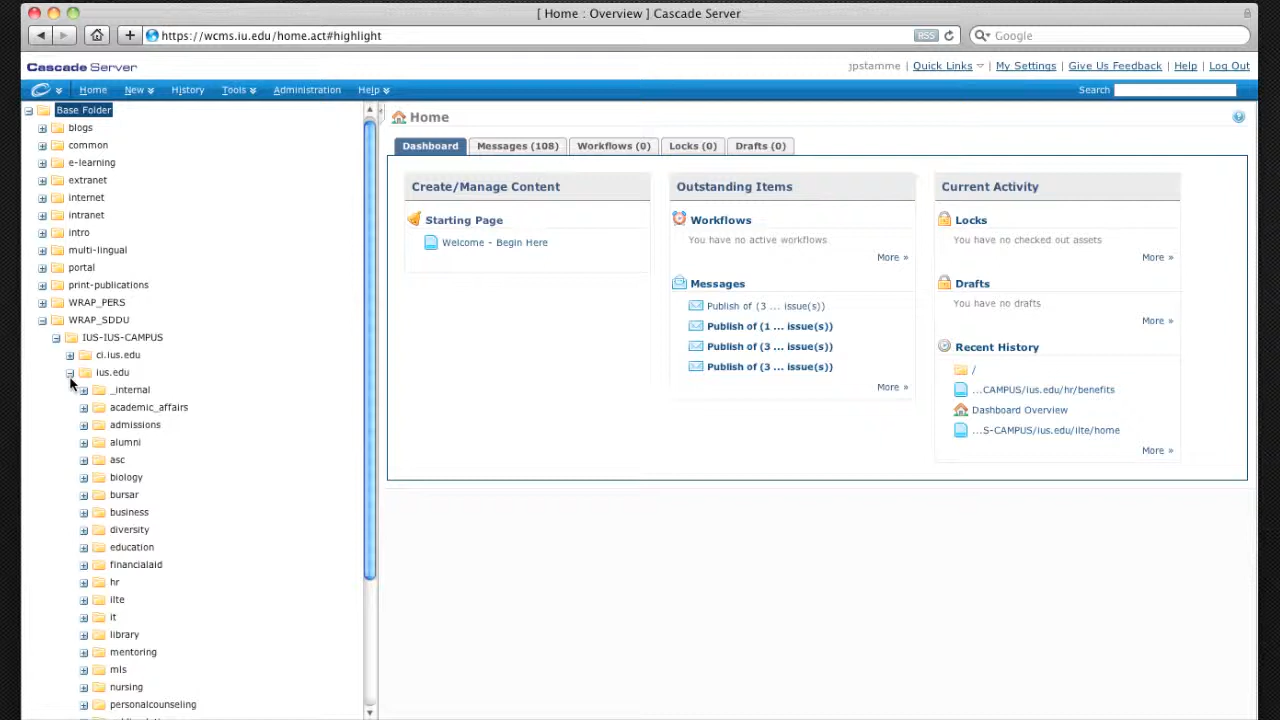 [ Home : Overview ] Cascade Server
https://wcms.iu.edu/home.act#highlight
RSS
Google
Cascade Server
jpstamme | Quick Links | My Settings | Give Us Feedback | Help | Log Out
Home New History Tools Administration Help Search
Base Folder
blogs
common
e-learning
extranet
internet
intranet
intro
multi-lingual
portal
print-publications
WRAP_PERS
WRAP_SDDU
IUS-IUS-CAMPUS
ci.ius.edu
ius.edu
_internal
academic_affairs
admissions
alumni
asc
biology
bursar
business
diversity
education
financialaid
hr
ilte
it
library
mentoring
mls
nursing
personalcounseling
Home
Dashboard Messages (108) Workflows (0) Locks (0) Drafts (0)
Create/Manage Content
Starting Page
Welcome - Begin Here
Outstanding Items
Workflows
You have no active workflows
More »
Messages
Publish of (3 ... issue(s))
Publish of (1 ... issue(s))
Publish of (3 ... issue(s))
Publish of (3 ... issue(s))
More »
Current Activity
Locks
You have no checked out assets
More »
Drafts
You have no drafts
More »
Recent History
/
...CAMPUS/ius.edu/hr/benefits
Dashboard Overview
...S-CAMPUS/ius.edu/ilte/home
More »